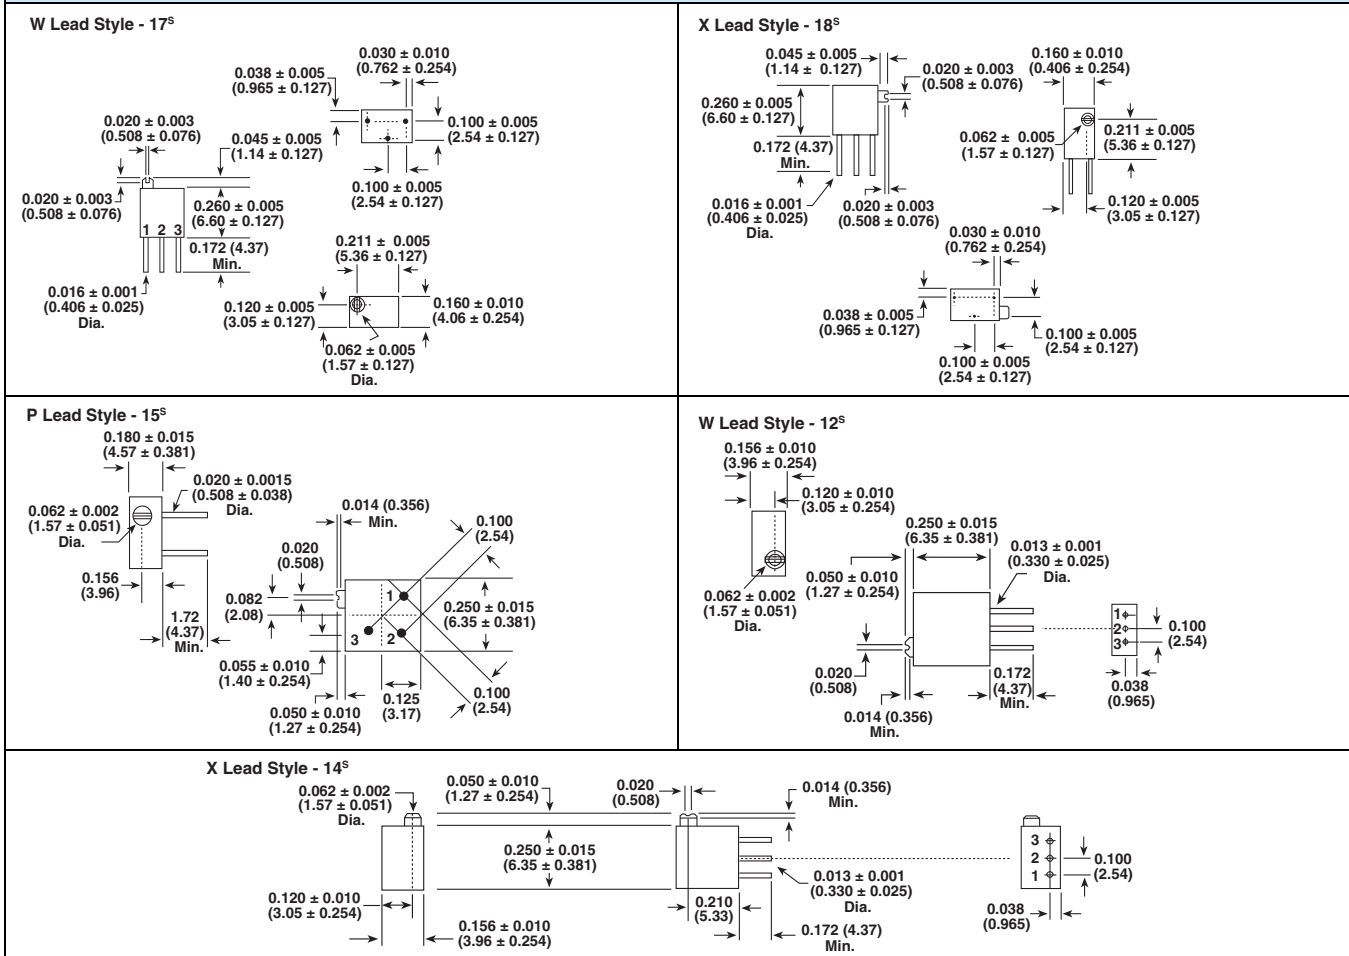 W Lead Style - 17S
0.030 ± 0.010
(0.762 ± 0.254)
0.038 ± 0.005
(0.965 ± 0.127)
0.020 ± 0.003
(0.508 ± 0.076)
0.045 ± 0.005
(1.14 ± 0.127)
0.100 ± 0.005
(2.54 ± 0.127)
0.100 ± 0.005
(2.54 ± 0.127)
0.020 ± 0.003
(0.508 ± 0.076)
0.260 ± 0.005
(6.60 ± 0.127)
1 2 3
0.172 (4.37)
Min.
0.016 ± 0.001
(0.406 ± 0.025)
Dia.
0.211 ± 0.005
(5.36 ± 0.127)
0.120 ± 0.005
(3.05 ± 0.127)
0.160 ± 0.010
(4.06 ± 0.254)
0.062 ± 0.005
(1.57 ± 0.127)
Dia.
X Lead Style - 18S
0.045 ± 0.005
(1.14 ± 0.127)
0.020 ± 0.003
(0.508 ± 0.076)
0.160 ± 0.010
(0.406 ± 0.254)
0.260 ± 0.005
(6.60 ± 0.127)
0.172 (4.37)
Min.
0.062 ± 0.005
(1.57 ± 0.127)
0.211 ± 0.005
(5.36 ± 0.127)
0.016 ± 0.001
(0.406 ± 0.025)
Dia.
0.020 ± 0.003
(0.508 ± 0.076)
0.120 ± 0.005
(3.05 ± 0.127)
0.030 ± 0.010
(0.762 ± 0.254)
0.038 ± 0.005
(0.965 ± 0.127)
0.100 ± 0.005
(2.54 ± 0.127)
0.100 ± 0.005
(2.54 ± 0.127)
P Lead Style - 15S
0.180 ± 0.015
(4.57 ± 0.381)
0.020 ± 0.0015
(0.508 ± 0.038)
Dia.
0.062 ± 0.002
(1.57 ± 0.051)
Dia.
0.156
(3.96)
1.72
(4.37)
Min.
0.014 (0.356)
Min.
0.100
(2.54)
0.020
(0.508)
0.082
(2.08)
1
3
2
0.250 ± 0.015
(6.35 ± 0.381)
0.055 ± 0.010
(1.40 ± 0.254)
0.050 ± 0.010
(1.27 ± 0.254)
0.125
(3.17)
0.100
(2.54)
W Lead Style - 12S
0.156 ± 0.010
(3.96 ± 0.254)
0.120 ± 0.010
(3.05 ± 0.254)
0.250 ± 0.015
(6.35 ± 0.381)
0.013 ± 0.001
(0.330 ± 0.025)
Dia.
0.050 ± 0.010
(1.27 ± 0.254)
0.062 ± 0.002
(1.57 ± 0.051)
Dia.
1
2
3
0.100
(2.54)
0.020
(0.508)
0.172
(4.37)
Min.
0.038
(0.965)
0.014 (0.356)
Min.
X Lead Style - 14S
0.062 ± 0.002
(1.57 ± 0.051)
Dia.
0.050 ± 0.010
(1.27 ± 0.254)
0.020
(0.508)
0.014 (0.356)
Min.
0.250 ± 0.015
(6.35 ± 0.381)
3
2
1
0.100
(2.54)
0.013 ± 0.001
(0.330 ± 0.025)
Dia.
0.120 ± 0.010
(3.05 ± 0.254)
0.210
(5.33)
0.038
(0.965)
0.156 ± 0.010
(3.96 ± 0.254)
0.172 (4.37)
Min.